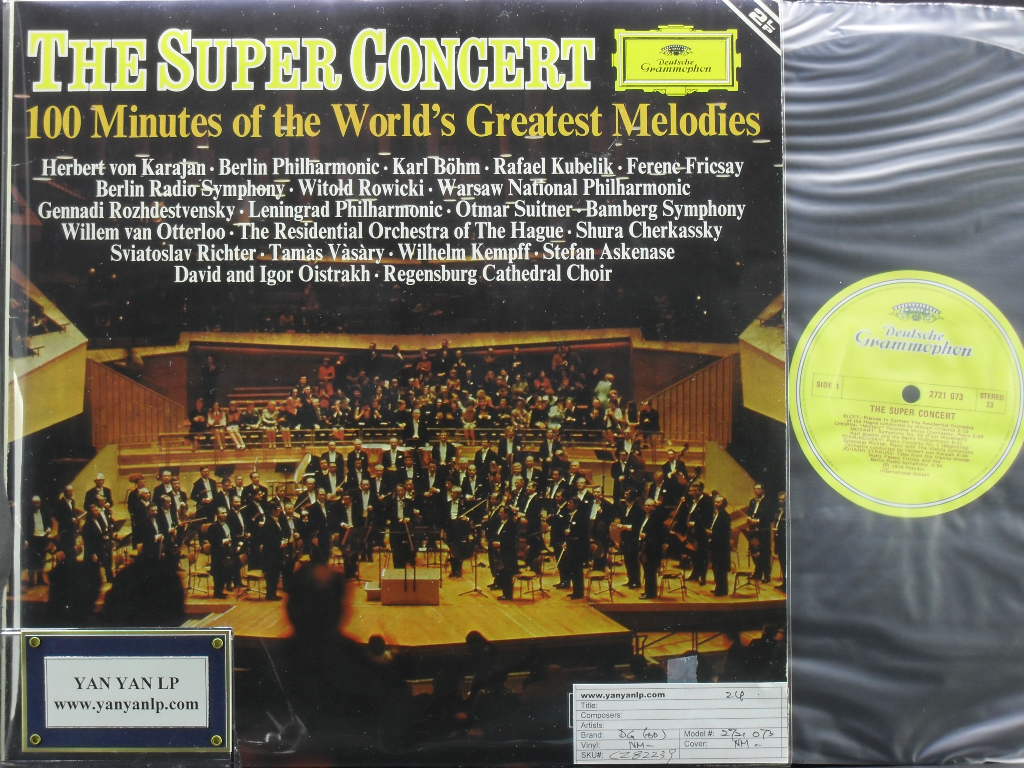 THE SUPER CONCERT
Deutsche
Grammophon
2LP
100 Minutes of the World's Greatest Melodies
Herbert von Karajan · Berlin Philharmonic · Karl Böhm · Rafael Kubelik · Ferenc Fricsay
Berlin Radio Symphony · Witold Rowicki · Warsaw National Philharmonic
Gennadi Rozhdestvensky · Leningrad Philharmonic · Otmar Suitner · Bamberg Symphony
Willem van Otterloo · The Residential Orchestra of The Hague · Shura Cherkassky
Sviatoslav Richter · Tamàs Vàsàry · Wilhelm Kempff · Stefan Askenase
David and Igor Oistrakh · Regensburg Cathedral Choir
Deutsche
Grammophon
SIDE 1
2721 073
STEREO
33
THE SUPER CONCERT
YAN YAN LP
www.yanyanlp.com
www.yanyanlp.com
Title:
Composers:
Artists:
Brand: DG Model #: 2721 073
Vinyl: NM- Cover: NM-
SKU#: CZ82239